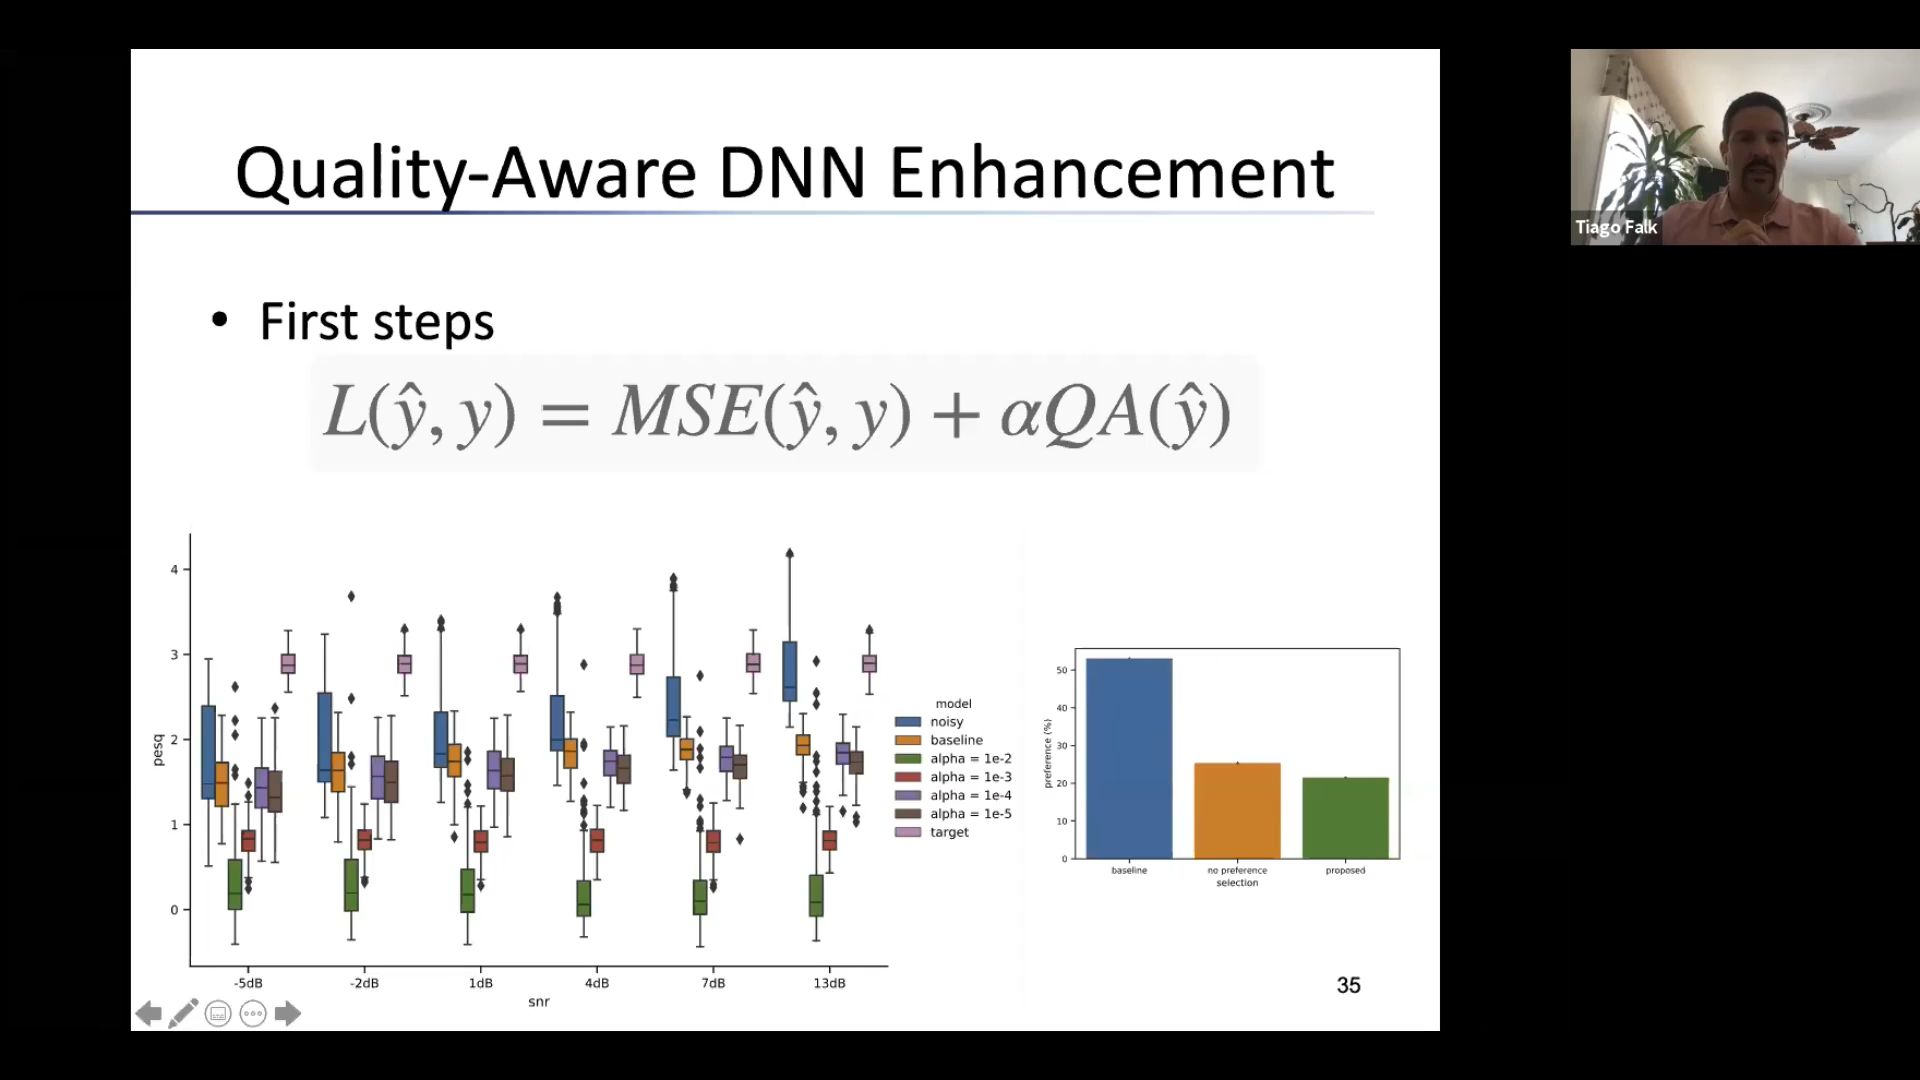 Quality-Aware DNN Enhancement
Tiago Falk
• First steps
L(ŷ, y) = MSE(ŷ, y) + αQA(ŷ)
4
3
2
1
0
pesq
-5dB
-2dB
1dB
4dB
7dB
13dB
snr
model
noisy
baseline
alpha = 1e-2
alpha = 1e-3
alpha = 1e-4
alpha = 1e-5
target
50
40
30
20
10
0
preference (%)
baseline
no preference
proposed
selection
35